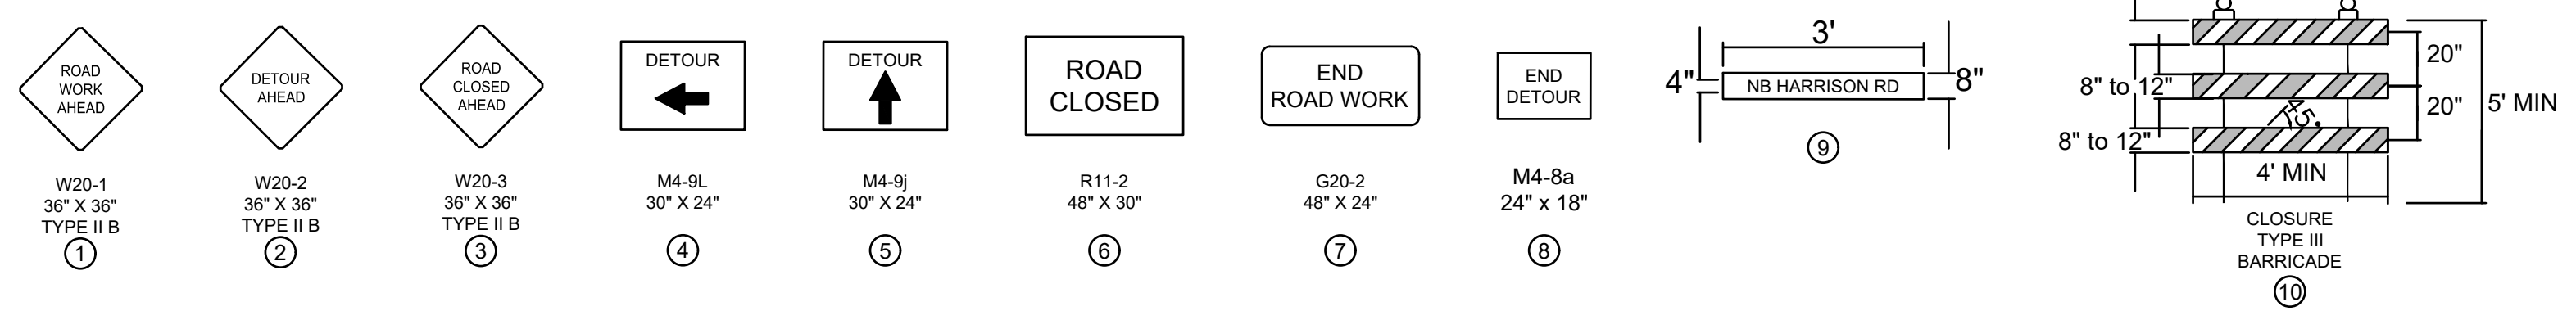 ROAD
WORK
AHEAD
W20-1
36" X 36"
TYPE II B
1
DETOUR
AHEAD
W20-2
36" X 36"
TYPE II B
2
ROAD
CLOSED
AHEAD
W20-3
36" X 36"
TYPE II B
3
DETOUR
M4-9L
30" X 24"
4
DETOUR
M4-9j
30" X 24"
5
ROAD
CLOSED
R11-2
48" X 30"
6
END
ROAD WORK
G20-2
48" X 24"
7
END
DETOUR
M4-8a
24" x 18"
8
3'
4"
NB HARRISON RD
8"
9
20"
8" to 12"
20"
5' MIN
45°
8" to 12"
4' MIN
CLOSURE
TYPE III
BARRICADE
10